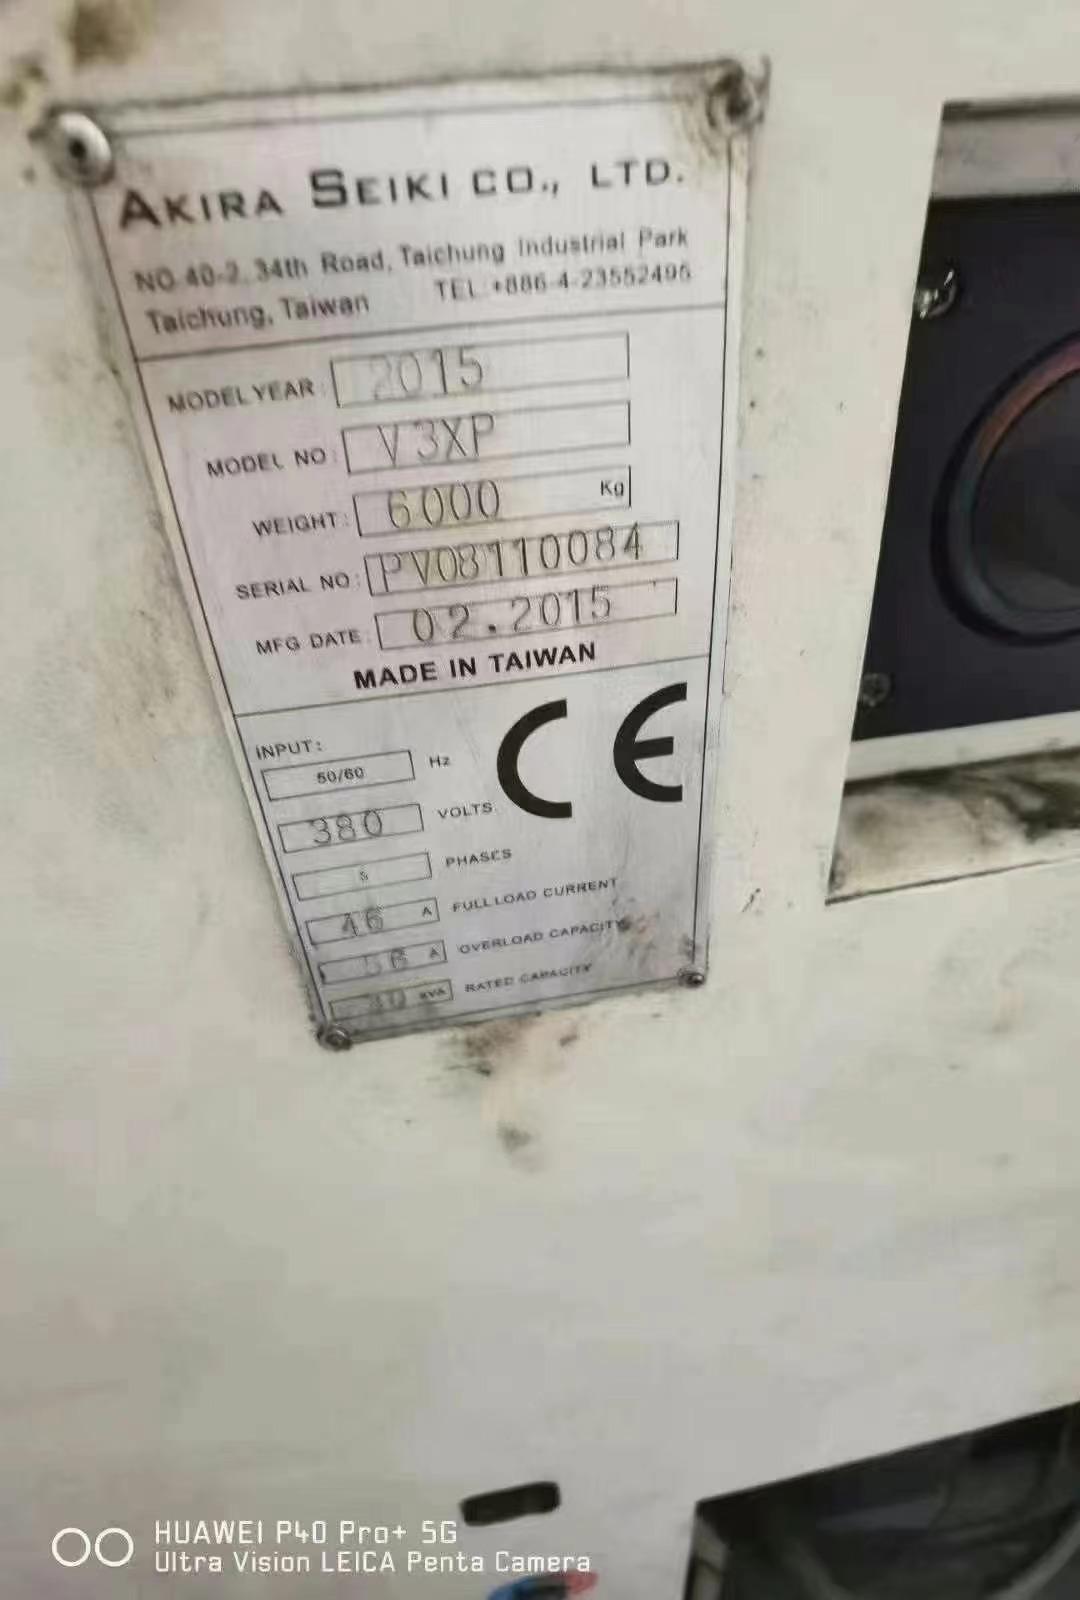 AKIRA SEIKI CO., LTD.
NO.40-2, 34th Road, Taichung Industrial Park
Taichung, Taiwan TEL:+886-4-23552495
MODEL YEAR: 2015
MODEL NO: V3XP
WEIGHT: 6000 Kg
SERIAL NO: PV08110084
MFG DATE: 02.2015
MADE IN TAIWAN
CE
INPUT:
50/60 Hz
380 VOLTS
PHASES
46 A FULL LOAD CURRENT
56 A OVERLOAD CAPACITY
KVA RATED CAPACITY
HUAWEI P40 Pro+ 5G
Ultra Vision LEICA Penta Camera